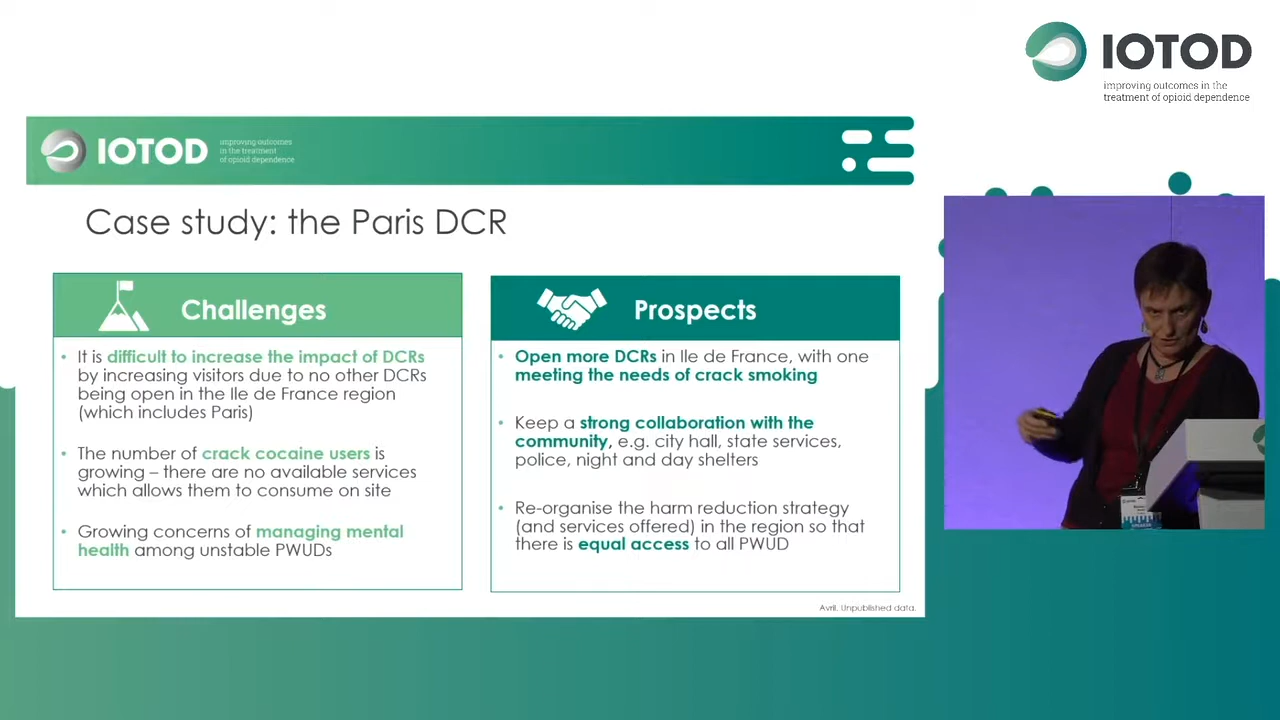 IOTOD
improving outcomes in the
treatment of opioid dependence
IOTOD
improving outcomes
in the treatment
of opioid dependence
Case study: the Paris DCR
Challenges
• It is difficult to increase the impact of DCRs
by increasing visitors due to no other DCRs
being open in the Ile de France region
(which includes Paris)
• The number of crack cocaine users is
growing – there are no available services
which allows them to consume on site
• Growing concerns of managing mental
health among unstable PWUDs
Prospects
• Open more DCRs in Ile de France, with one
meeting the needs of crack smoking
• Keep a strong collaboration with the
community, e.g. city hall, state services,
police, night and day shelters
• Re-organise the harm reduction strategy
(and services offered) in the region so that
there is equal access to all PWUD
Avril. Unpublished data.